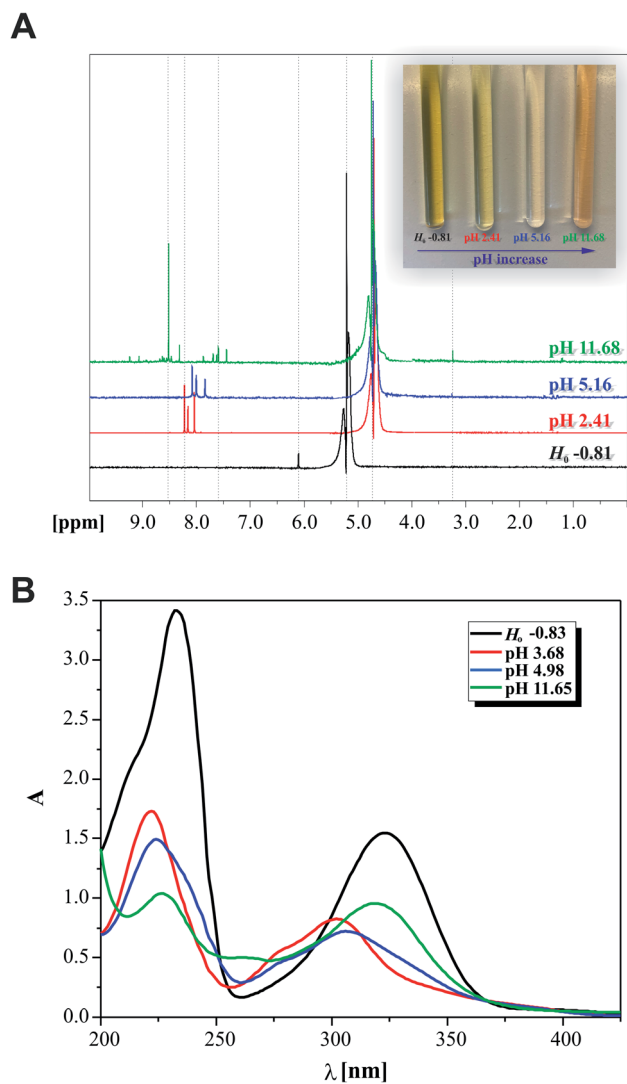 A
H₀ -0.81 pH 2.41 pH 5.16 pH 11.68
pH increase
pH 11.68
pH 5.16
pH 2.41
H₀ -0.81
[ppm] 9.0 8.0 7.0 6.0 5.0 4.0 3.0 2.0 1.0
B
3.5
3.0
2.5
2.0
1.5
1.0
0.5
0.0
A
H₀ -0.83
pH 3.68
pH 4.98
pH 11.65
200 250 300 350 400
λ [nm]